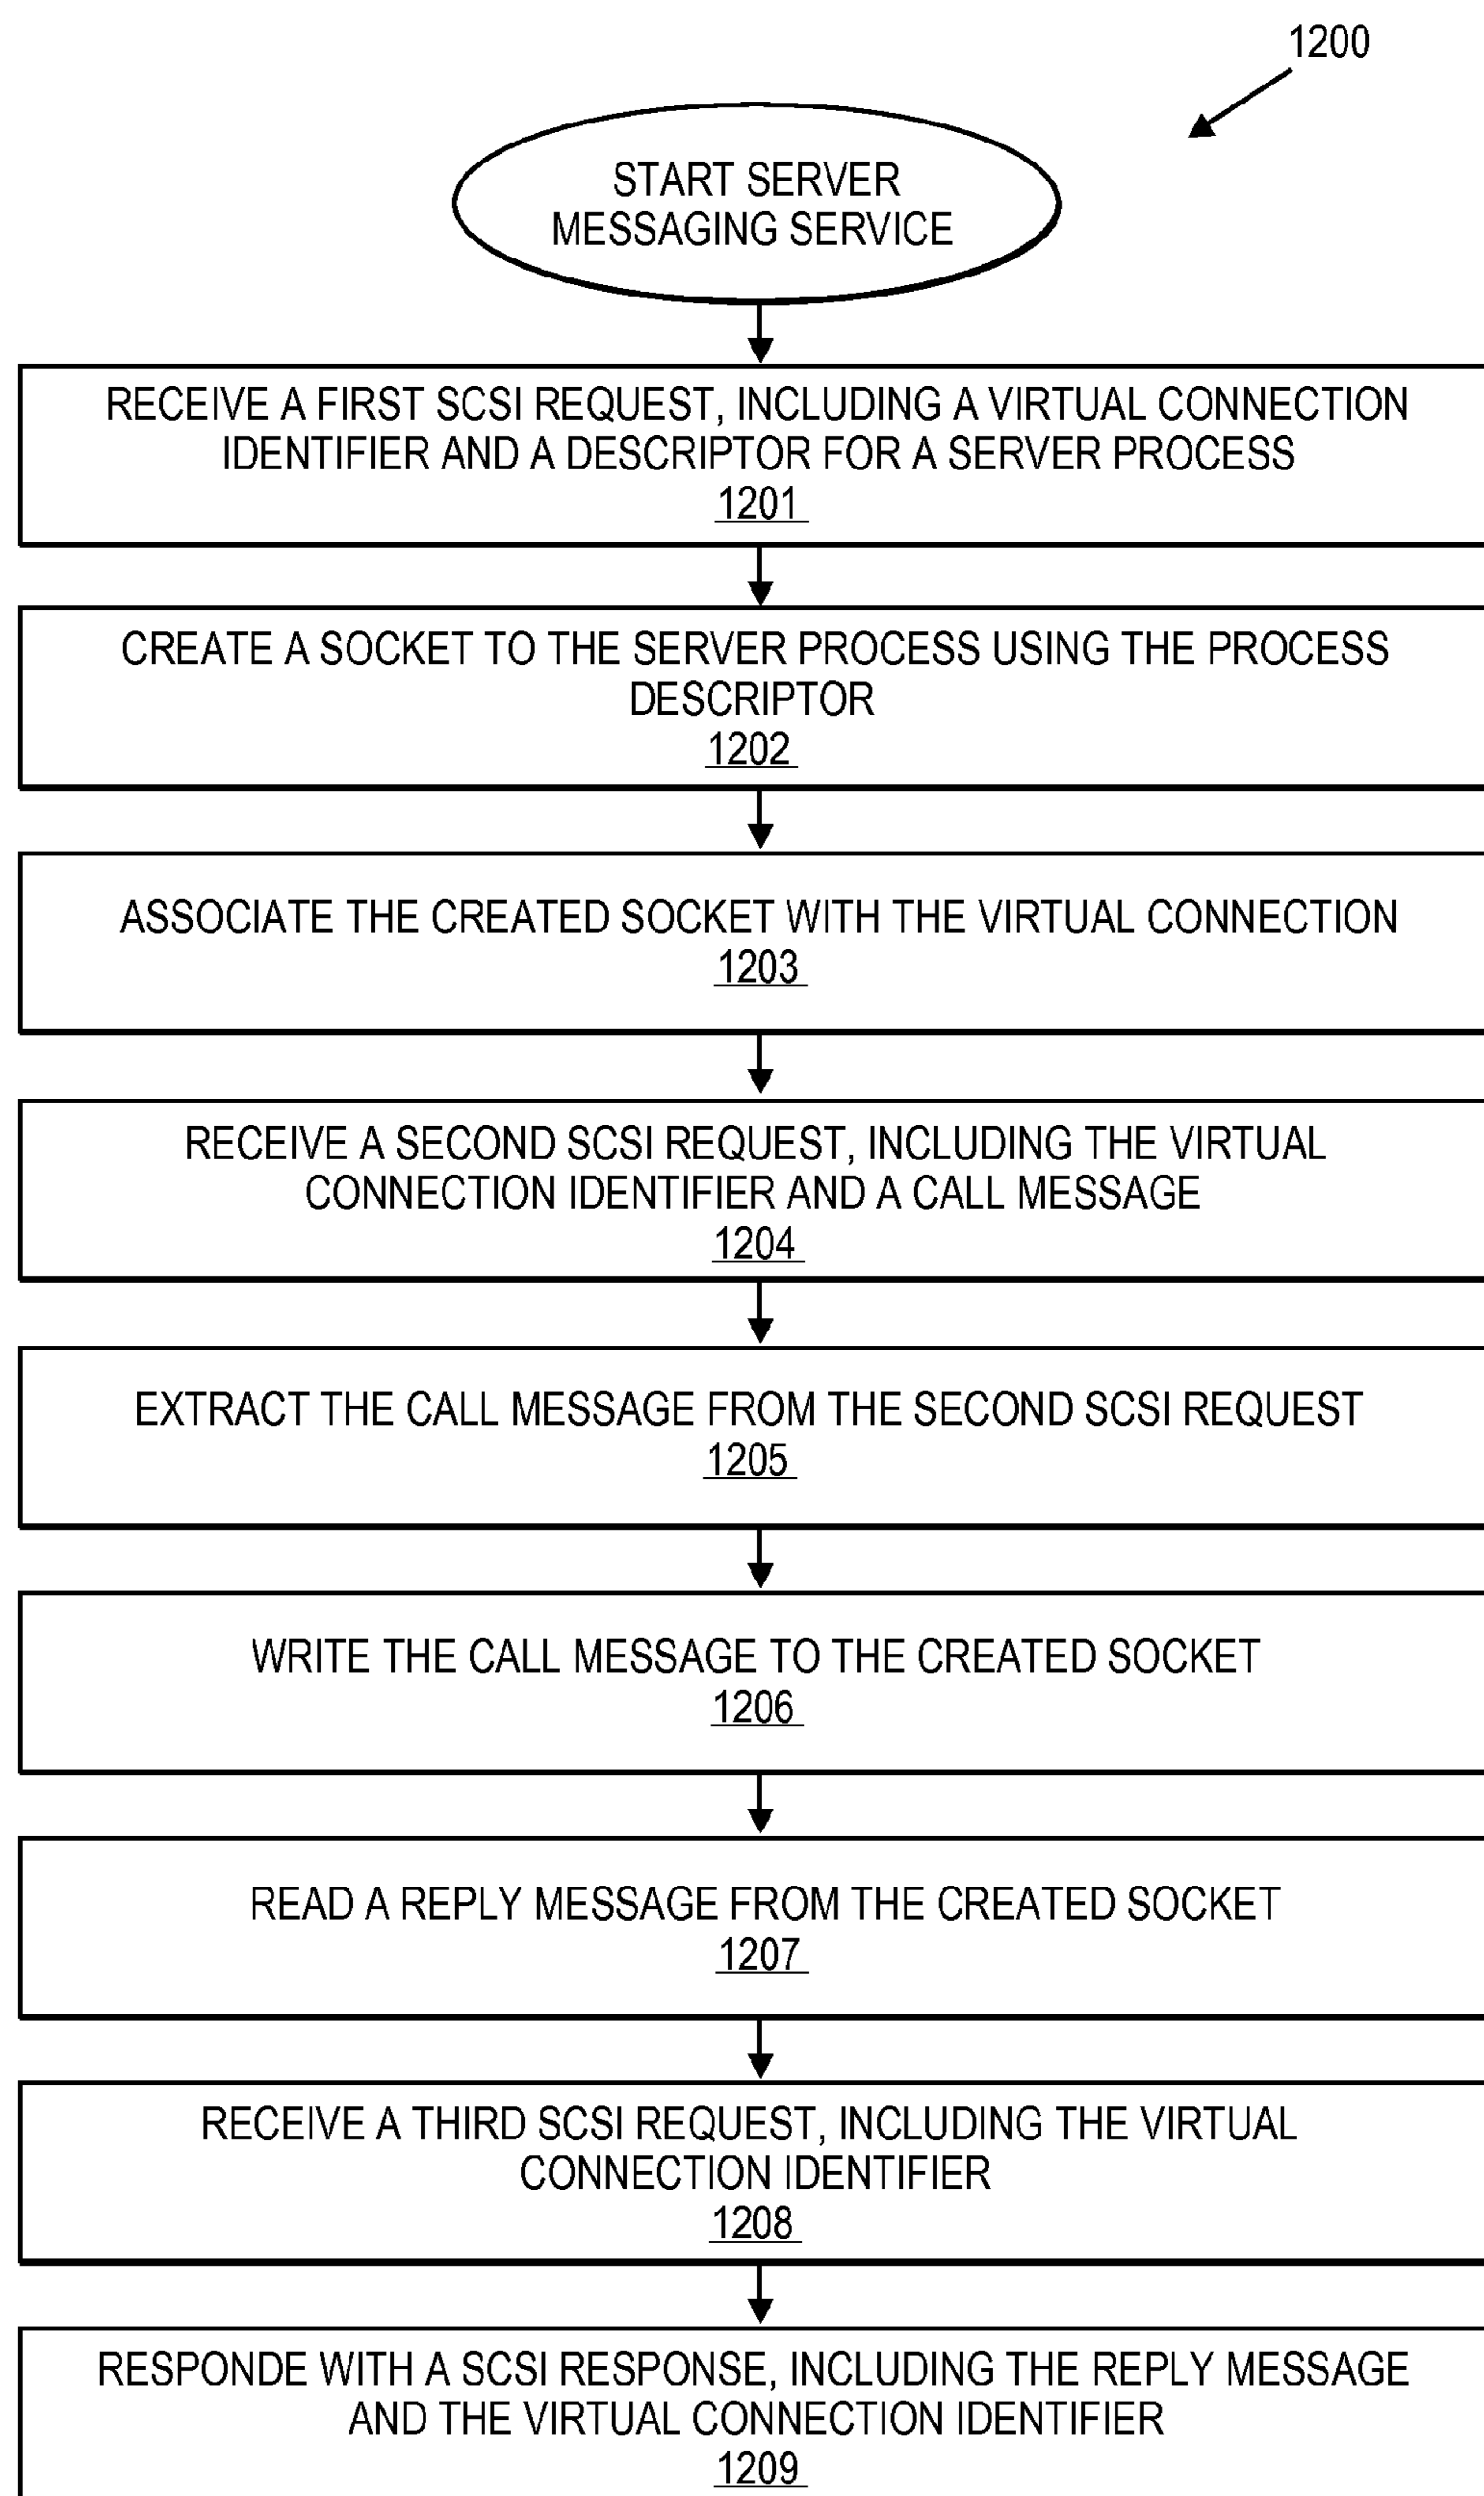 1200
START SERVER
MESSAGING SERVICE
RECEIVE A FIRST SCSI REQUEST, INCLUDING A VIRTUAL CONNECTION
IDENTIFIER AND A DESCRIPTOR FOR A SERVER PROCESS
1201
CREATE A SOCKET TO THE SERVER PROCESS USING THE PROCESS
DESCRIPTOR
1202
ASSOCIATE THE CREATED SOCKET WITH THE VIRTUAL CONNECTION
1203
RECEIVE A SECOND SCSI REQUEST, INCLUDING THE VIRTUAL
CONNECTION IDENTIFIER AND A CALL MESSAGE
1204
EXTRACT THE CALL MESSAGE FROM THE SECOND SCSI REQUEST
1205
WRITE THE CALL MESSAGE TO THE CREATED SOCKET
1206
READ A REPLY MESSAGE FROM THE CREATED SOCKET
1207
RECEIVE A THIRD SCSI REQUEST, INCLUDING THE VIRTUAL
CONNECTION IDENTIFIER
1208
RESPONDE WITH A SCSI RESPONSE, INCLUDING THE REPLY MESSAGE
AND THE VIRTUAL CONNECTION IDENTIFIER
1209